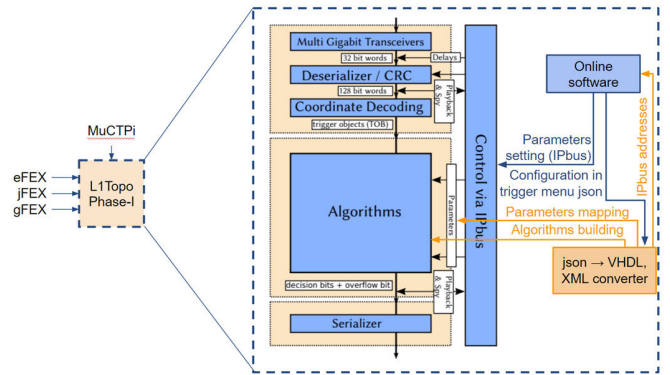 MuCTPi
eFEX
jFEX
gFEX
L1Topo
Phase-I
Multi Gigabit Transceivers
32 bit words
Delays
Deserializer / CRC
128 bit words
Playback
& Spy
Coordinate Decoding
trigger objects (TOB)
Algorithms
Parameters
decision bits + overflow bit
Playback
& Spy
Serializer
Control via IPbus
Online
software
Parameters
setting (IPbus)
Configuration in
trigger menu json
IPbus addresses
Parameters mapping
Algorithms building
json → VHDL,
XML converter